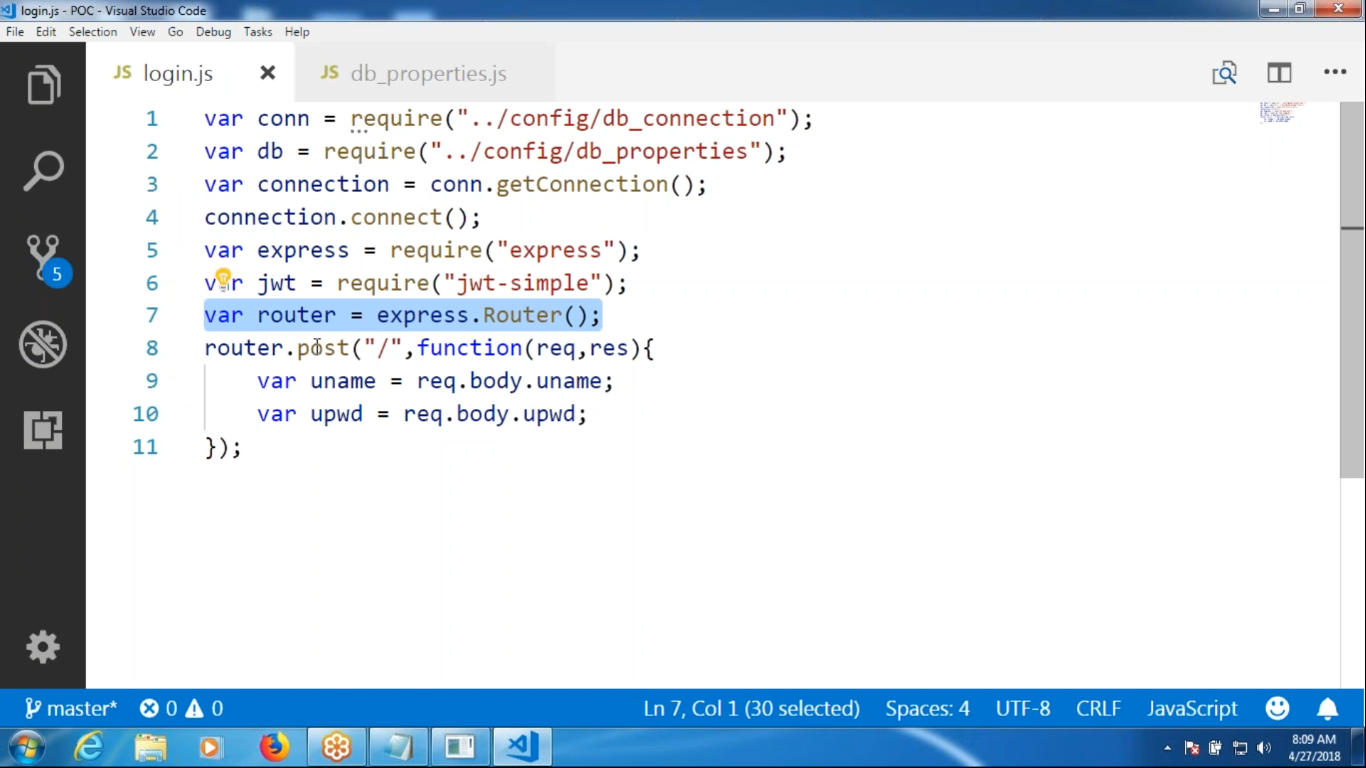 login.js - POC - Visual Studio Code
File Edit Selection View Go Debug Tasks Help
JS login.js JS db_properties.js
1 var conn = require("../config/db_connection");
2 var db = require("../config/db_properties");
3 var connection = conn.getConnection();
4 connection.connect();
5 var express = require("express");
6 var jwt = require("jwt-simple");
7 var router = express.Router();
8 router.post("/",function(req,res){
9 var uname = req.body.uname;
10 var upwd = req.body.upwd;
11 });
5
master* 0 0 Ln 7, Col 1 (30 selected) Spaces: 4 UTF-8 CRLF JavaScript
8:09 AM
4/27/2018